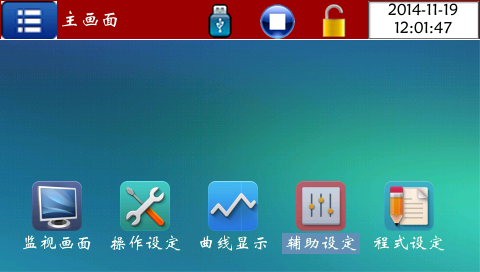 主画面
2014-11-19
12:01:47
监视画面 操作设定 曲线显示 辅助设定 程式设定